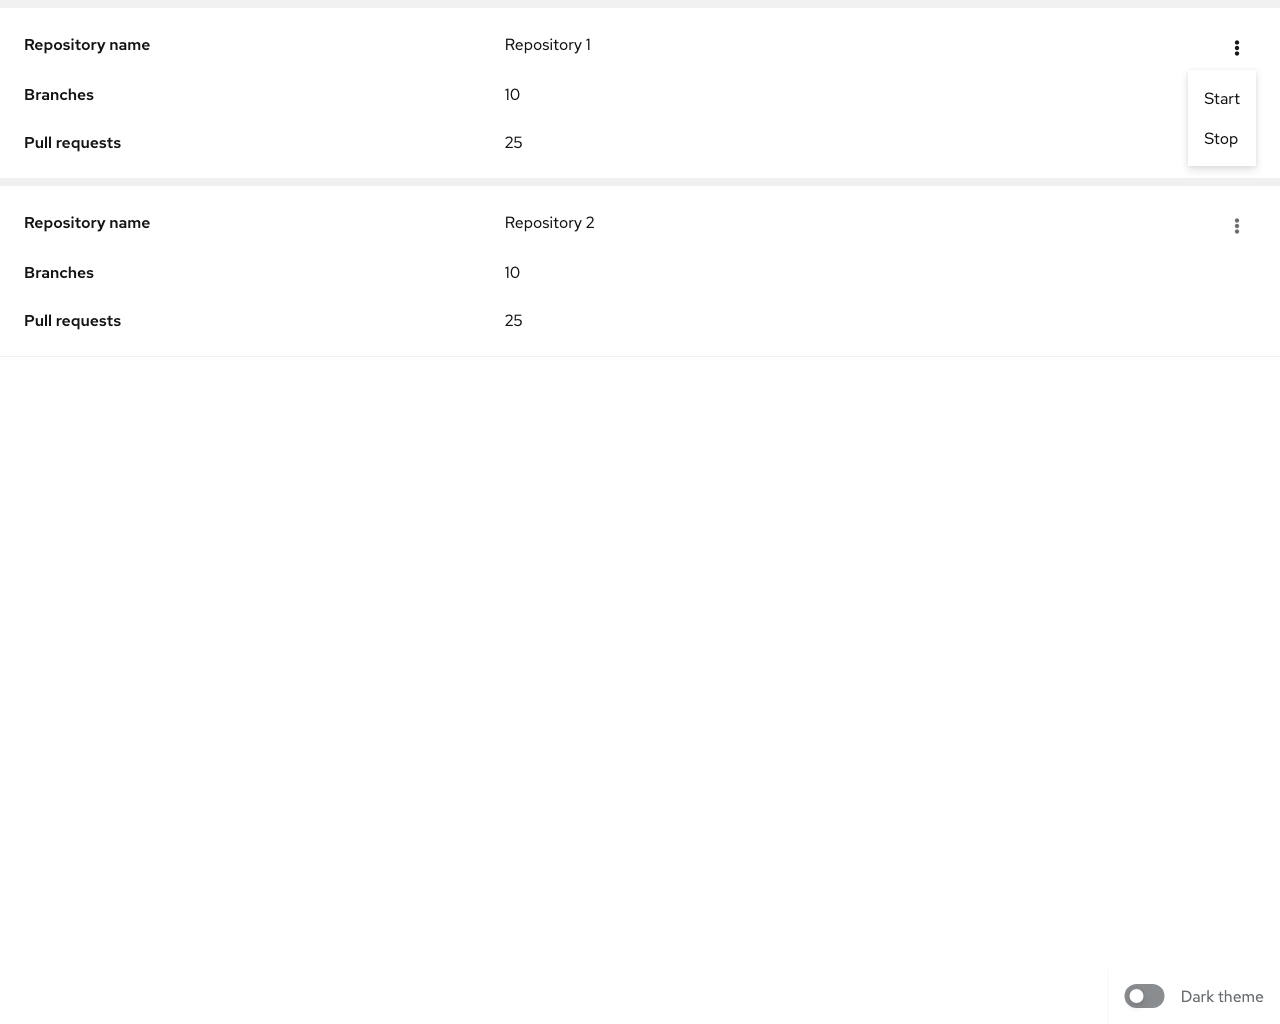 Repository name Repository 1
Branches 10
Start
Pull requests 25
Stop
Repository name Repository 2
Branches 10
Pull requests 25
Dark theme